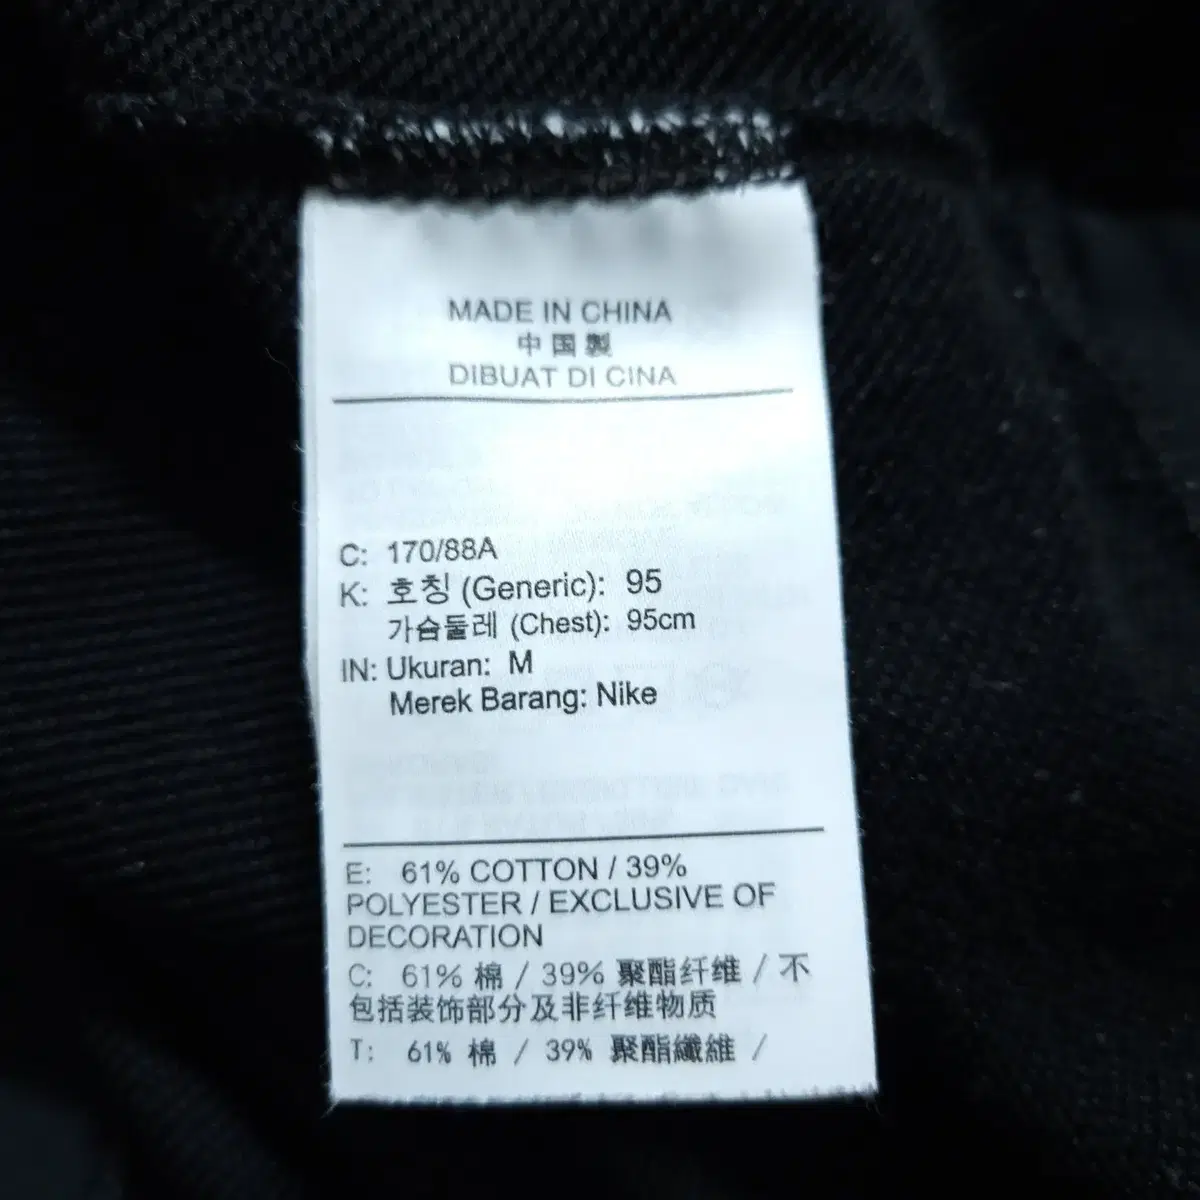 MADE IN CHINA
中国製
DIBUAT DI CINA
C: 170/88A
K: 호칭 (Generic): 95
가슴둘레 (Chest): 95cm
IN: Ukuran: M
Merek Barang: Nike
E: 61% COTTON / 39%
POLYESTER / EXCLUSIVE OF
DECORATION
C: 61% 棉 / 39% 聚酯纤维 / 不
包括装饰部分及非纤维物质
T: 61% 棉 / 39% 聚酯纖維 /